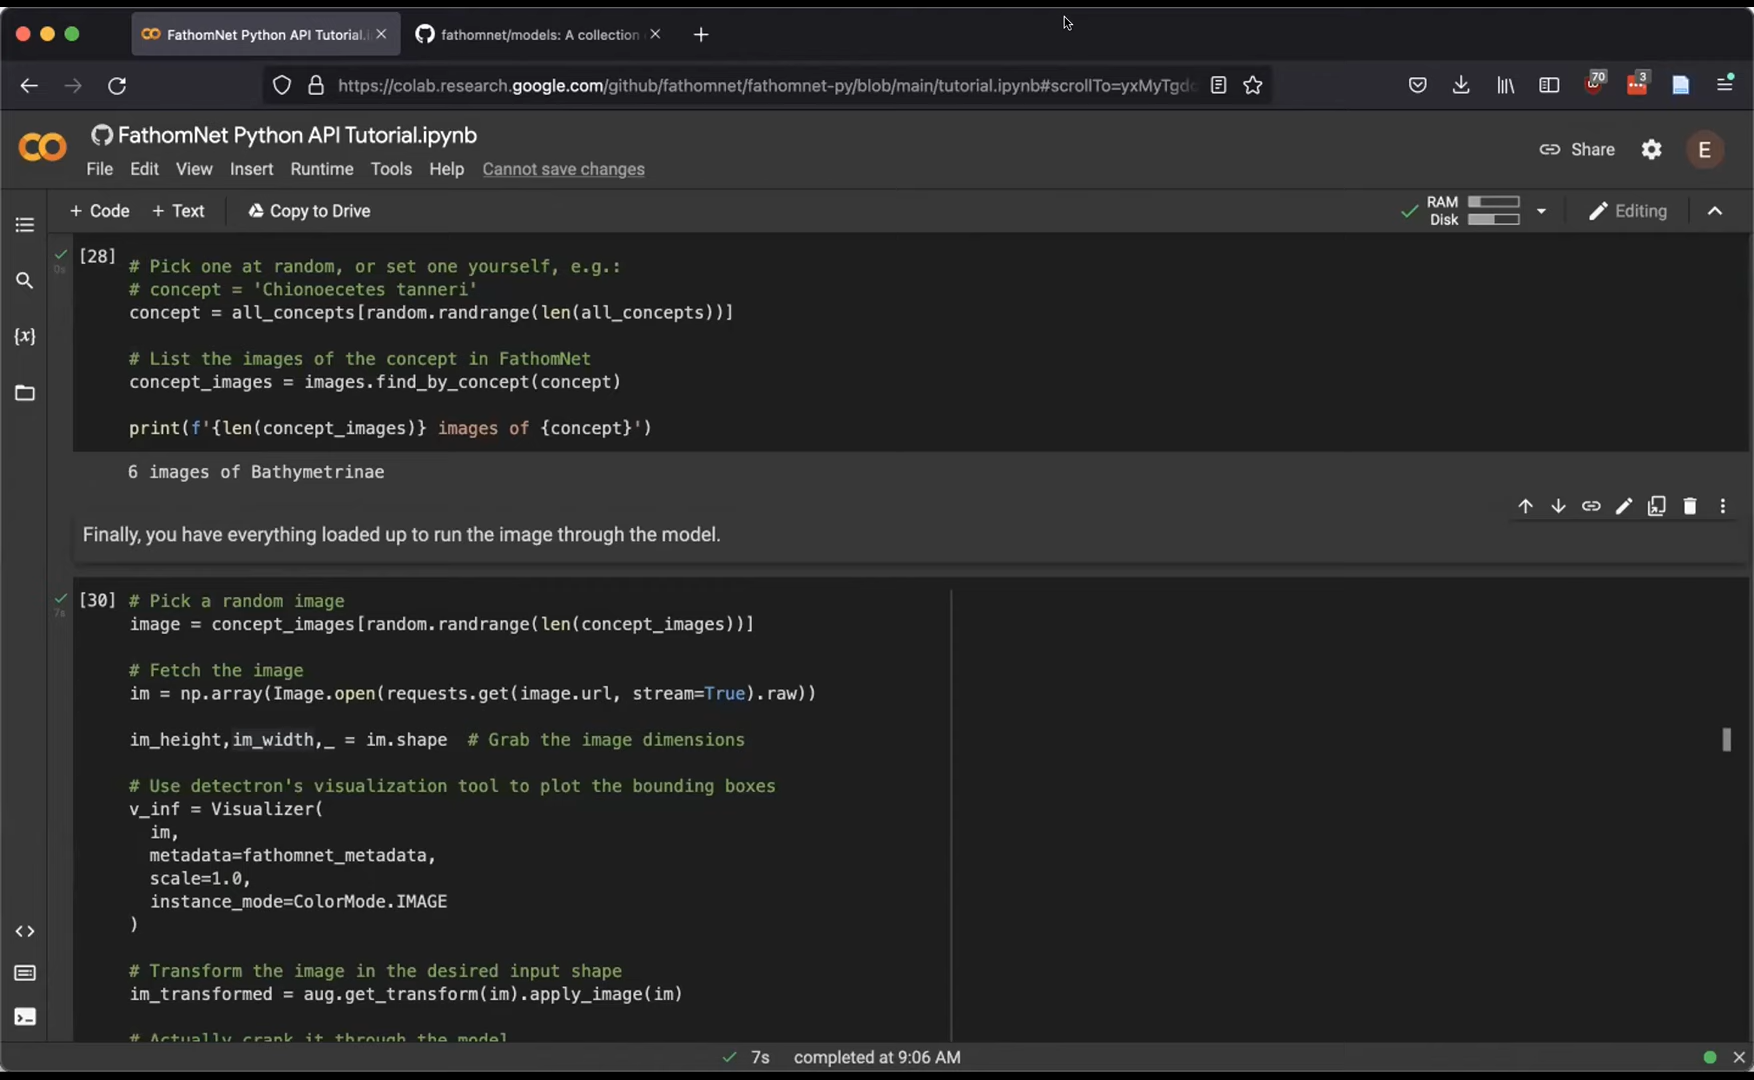 FathomNet Python API Tutorial.i
fathomnet/models: A collection
https://colab.research.google.com/github/fathomnet/fathomnet-py/blob/main/tutorial.ipynb#scrollTo=yxMyTgd
70
3
FathomNet Python API Tutorial.ipynb
Share
E
File Edit View Insert Runtime Tools Help Cannot save changes
+ Code + Text Copy to Drive
RAM
Disk
Editing
[28]
0s
# Pick one at random, or set one yourself, e.g.:
# concept = 'Chionoecetes tanneri'
concept = all_concepts[random.randrange(len(all_concepts))]
# List the images of the concept in FathomNet
concept_images = images.find_by_concept(concept)
print(f'{len(concept_images)} images of {concept}')
6 images of Bathymetrinae
Finally, you have everything loaded up to run the image through the model.
[30] # Pick a random image
7s
image = concept_images[random.randrange(len(concept_images))]
# Fetch the image
im = np.array(Image.open(requests.get(image.url, stream=True).raw))
im_height,im_width,_ = im.shape # Grab the image dimensions
# Use detectron's visualization tool to plot the bounding boxes
v_inf = Visualizer(
im,
metadata=fathomnet_metadata,
scale=1.0,
instance_mode=ColorMode.IMAGE
)
# Transform the image in the desired input shape
im_transformed = aug.get_transform(im).apply_image(im)
# Actually crank it through the model
7s completed at 9:06 AM